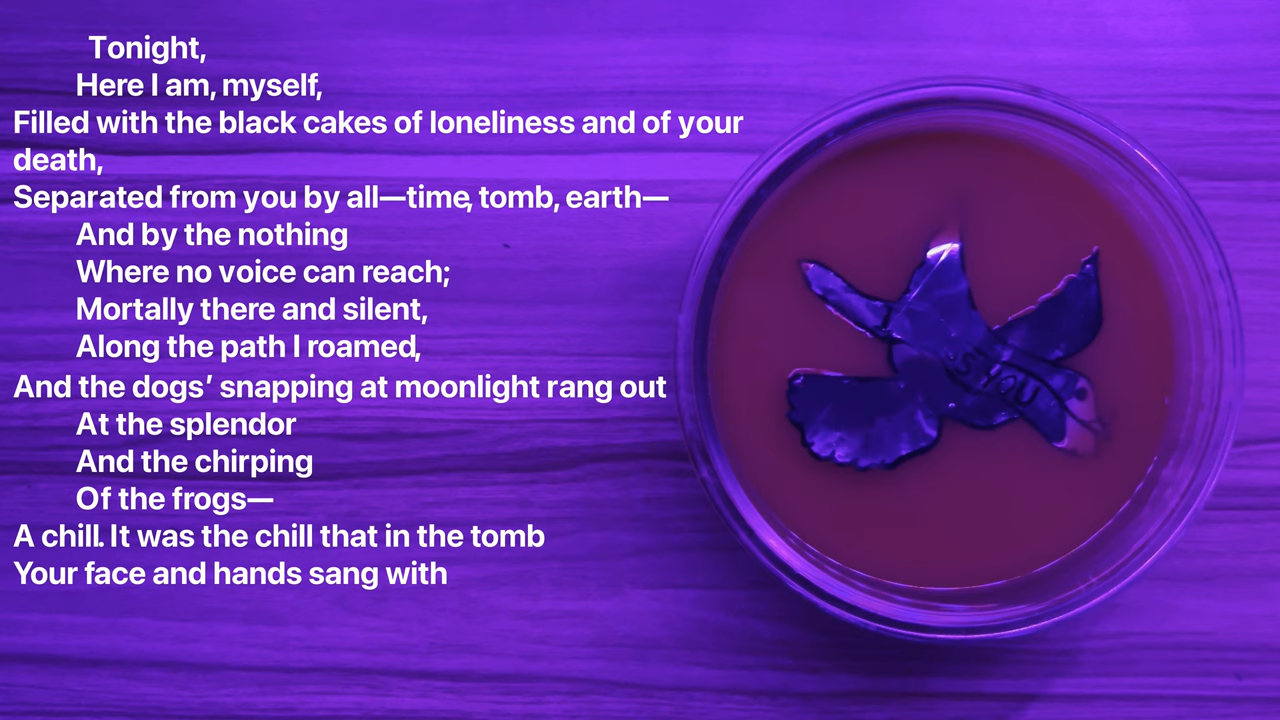 Tonight,
Here I am, myself,
Filled with the black cakes of loneliness and of your
death,
Separated from you by all—time, tomb, earth—
And by the nothing
Where no voice can reach;
Mortally there and silent,
Along the path I roamed,
And the dogs’ snapping at moonlight rang out
At the splendor
And the chirping
Of the frogs—
A chill. It was the chill that in the tomb
Your face and hands sang with
YOU